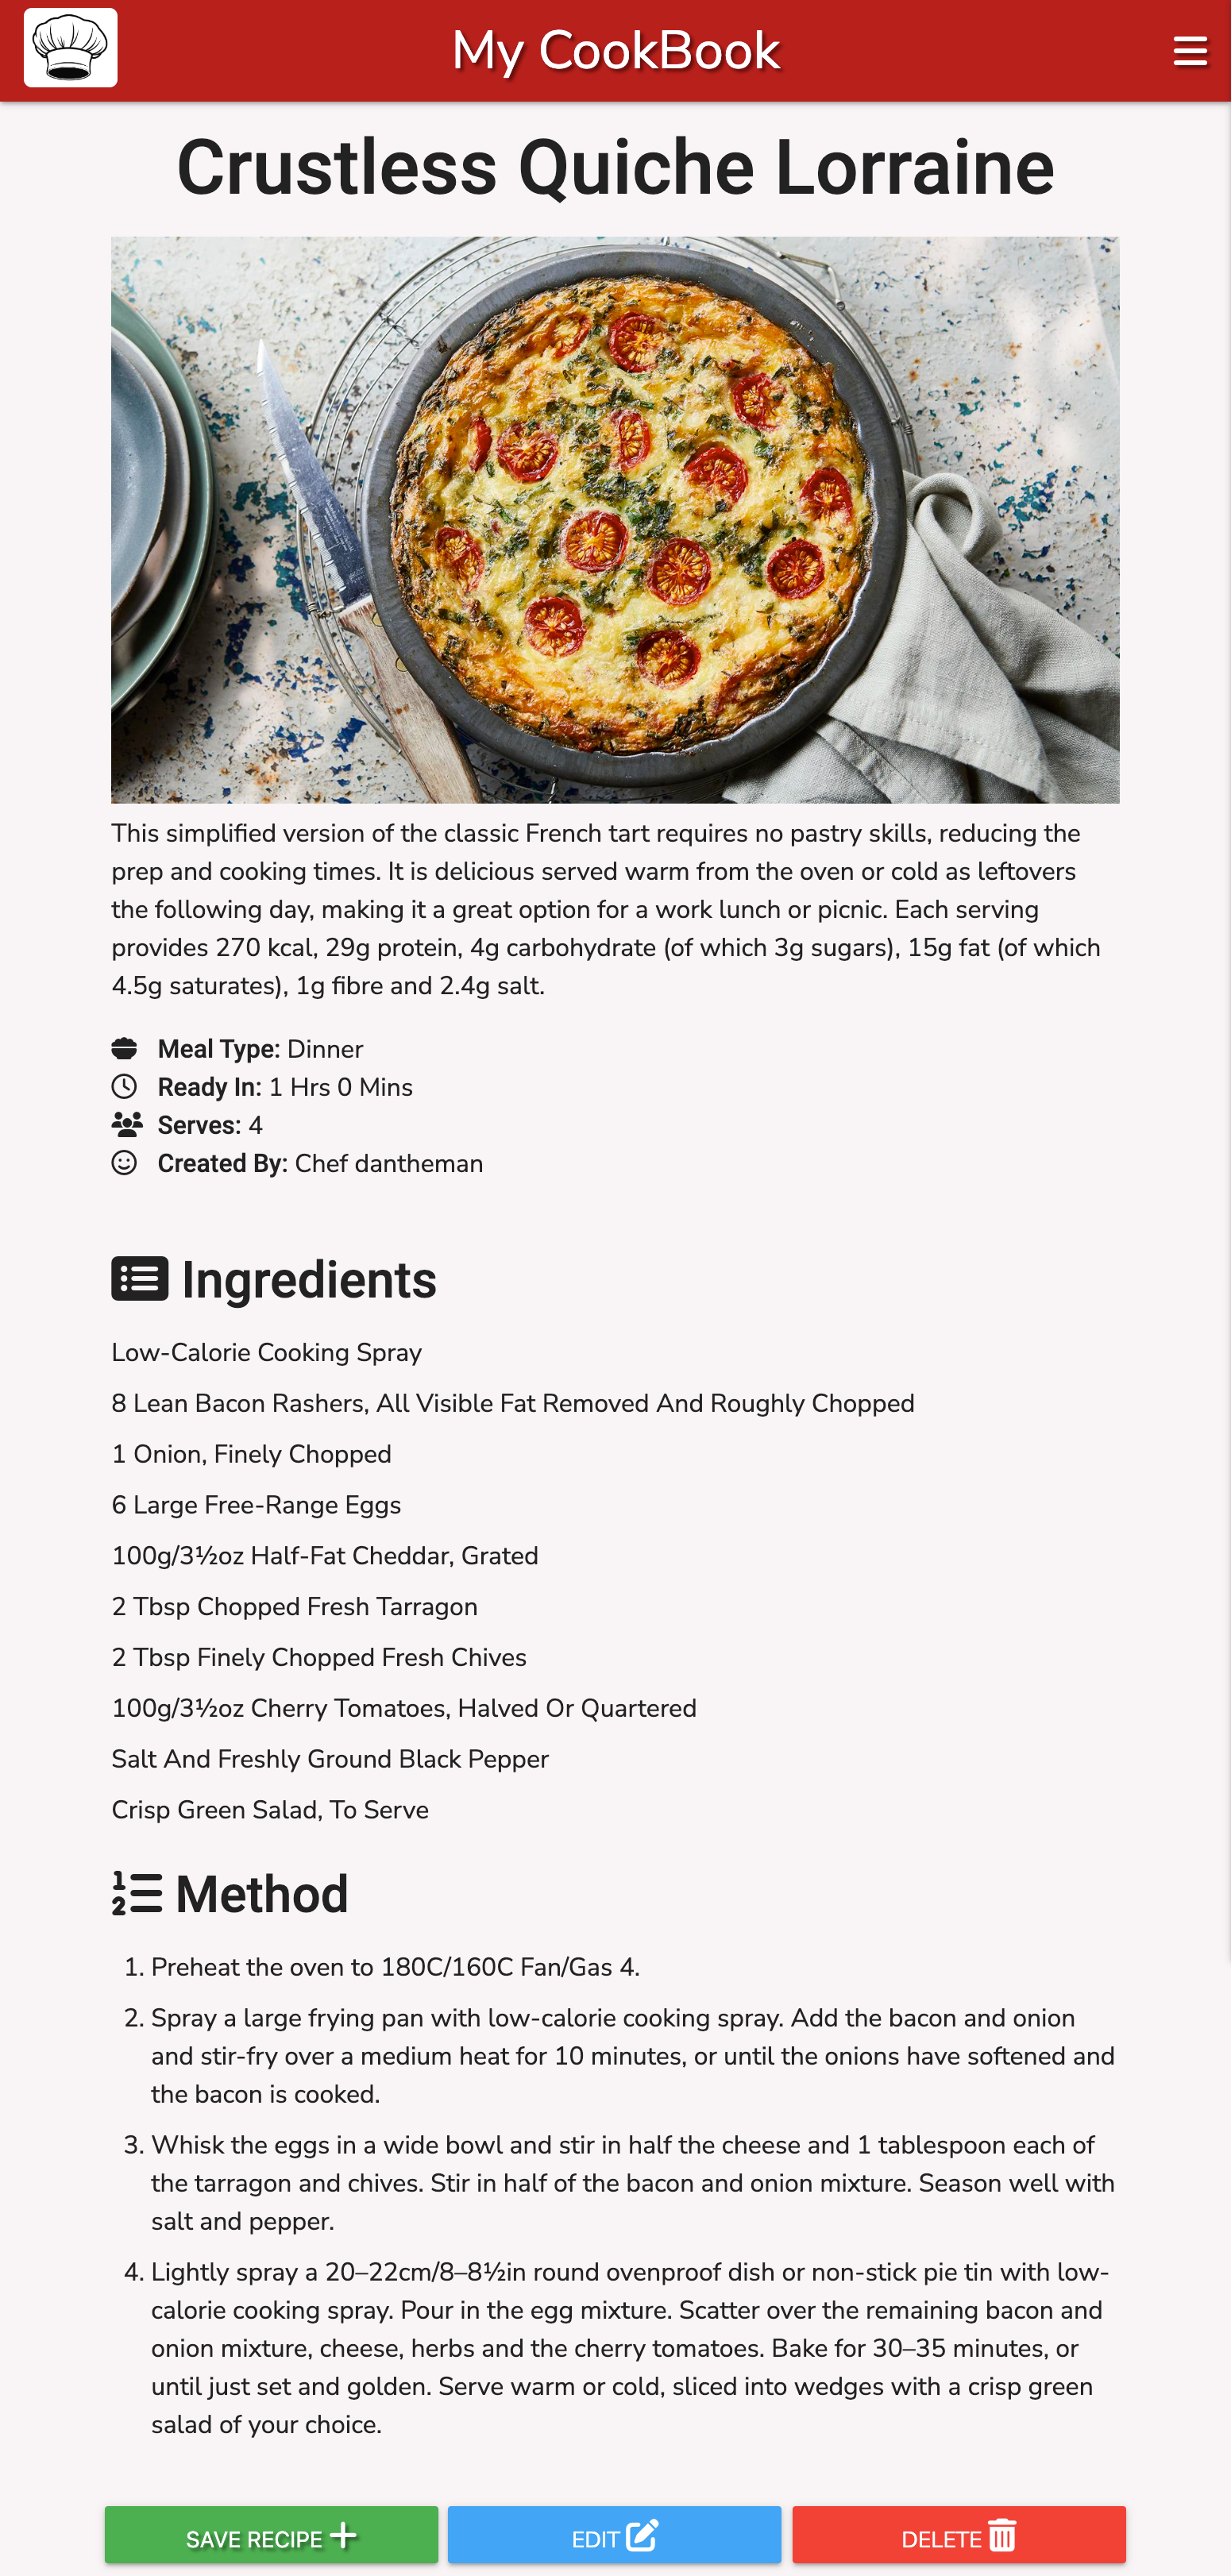 My CookBook
Crustless Quiche Lorraine
This simplified version of the classic French tart requires no pastry skills, reducing the
prep and cooking times. It is delicious served warm from the oven or cold as leftovers
the following day, making it a great option for a work lunch or picnic. Each serving
provides 270 kcal, 29g protein, 4g carbohydrate (of which 3g sugars), 15g fat (of which
4.5g saturates), 1g fibre and 2.4g salt.
Meal Type: Dinner
Ready In: 1 Hrs 0 Mins
Serves: 4
Created By: Chef dantheman
Ingredients
Low-Calorie Cooking Spray
8 Lean Bacon Rashers, All Visible Fat Removed And Roughly Chopped
1 Onion, Finely Chopped
6 Large Free-Range Eggs
100g/3½oz Half-Fat Cheddar, Grated
2 Tbsp Chopped Fresh Tarragon
2 Tbsp Finely Chopped Fresh Chives
100g/3½oz Cherry Tomatoes, Halved Or Quartered
Salt And Freshly Ground Black Pepper
Crisp Green Salad, To Serve
Method
1. Preheat the oven to 180C/160C Fan/Gas 4.
2. Spray a large frying pan with low-calorie cooking spray. Add the bacon and onion
and stir-fry over a medium heat for 10 minutes, or until the onions have softened and
the bacon is cooked.
3. Whisk the eggs in a wide bowl and stir in half the cheese and 1 tablespoon each of
the tarragon and chives. Stir in half of the bacon and onion mixture. Season well with
salt and pepper.
4. Lightly spray a 20–22cm/8–8½in round ovenproof dish or non-stick pie tin with low-
calorie cooking spray. Pour in the egg mixture. Scatter over the remaining bacon and
onion mixture, cheese, herbs and the cherry tomatoes. Bake for 30–35 minutes, or
until just set and golden. Serve warm or cold, sliced into wedges with a crisp green
salad of your choice.
SAVE RECIPE
EDIT
DELETE